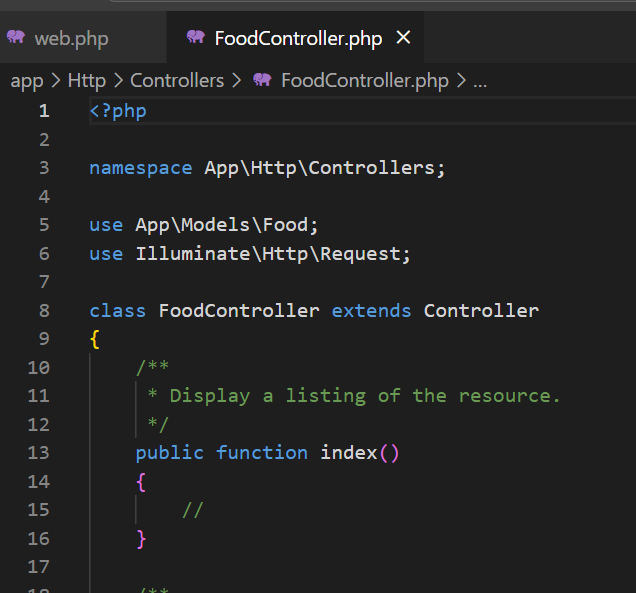 web.php FoodController.php ×
app > Http > Controllers > FoodController.php > ...
1 <?php
2
3 namespace App\Http\Controllers;
4
5 use App\Models\Food;
6 use Illuminate\Http\Request;
7
8 class FoodController extends Controller
9 {
10 /**
11 * Display a listing of the resource.
12 */
13 public function index()
14 {
15 //
16 }
17
18 /**